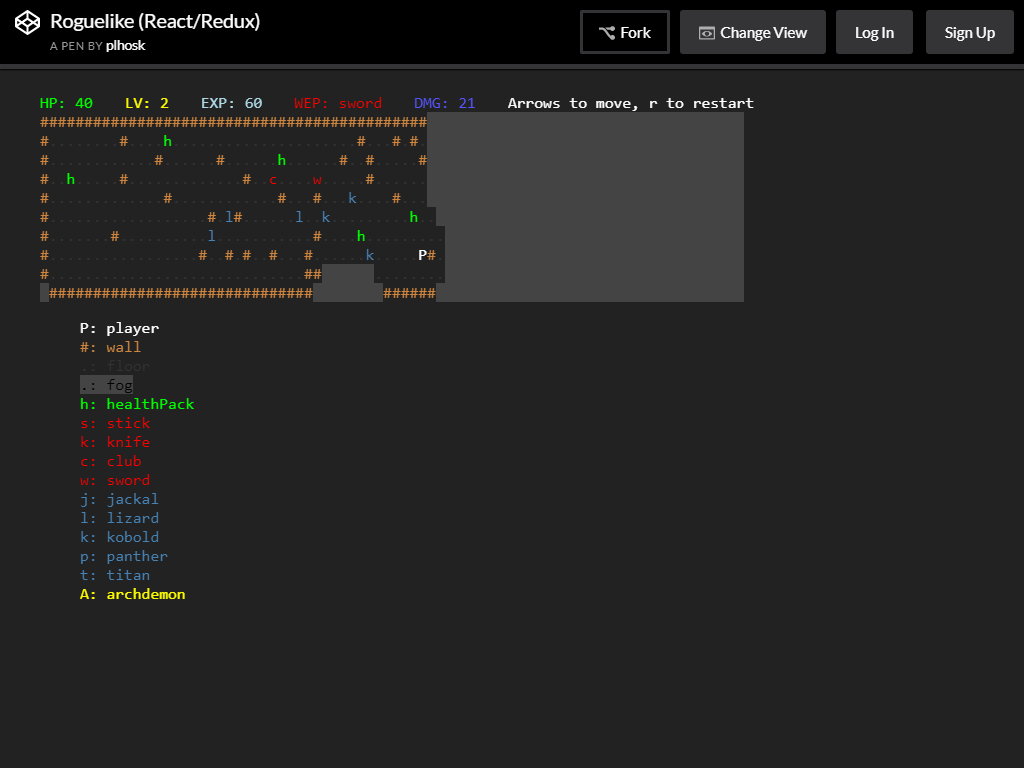 Roguelike (React/Redux)
A PEN BY plhosk
Fork
Change View
Log In
Sign Up
HP: 40 LV: 2 EXP: 60 WEP: sword DMG: 21 Arrows to move, r to restart
############################################
#........#....h.....................#...#.#.
#............#......#......h......#..#.....#
#..h.....#.............#..c....w.....#......
#.............#............#...#...k....#...
#..................#.l#......l..k.........h..
#.......#..........l...........#....h.........
#.................#..#.#..#...#......k.....P#.
#.............................##........
##############################
######
P: player
#: wall
.: floor
.: fog
h: healthPack
s: stick
k: knife
c: club
w: sword
j: jackal
l: lizard
k: kobold
p: panther
t: titan
A: archdemon